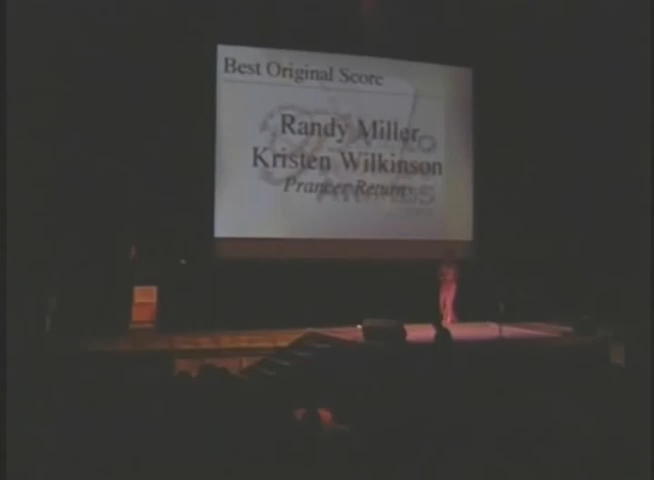 Best Original Score
Randy Miller
Kristen Wilkinson
Prancer Returns